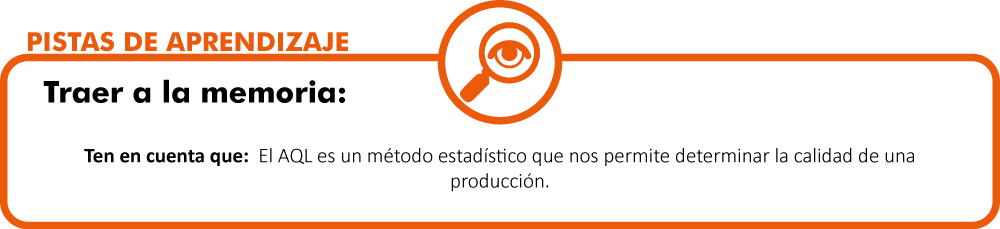 PISTAS DE APRENDIZAJE
Traer a la memoria:
Ten en cuenta que: El AQL es un método estadístico que nos permite determinar la calidad de una
producción.